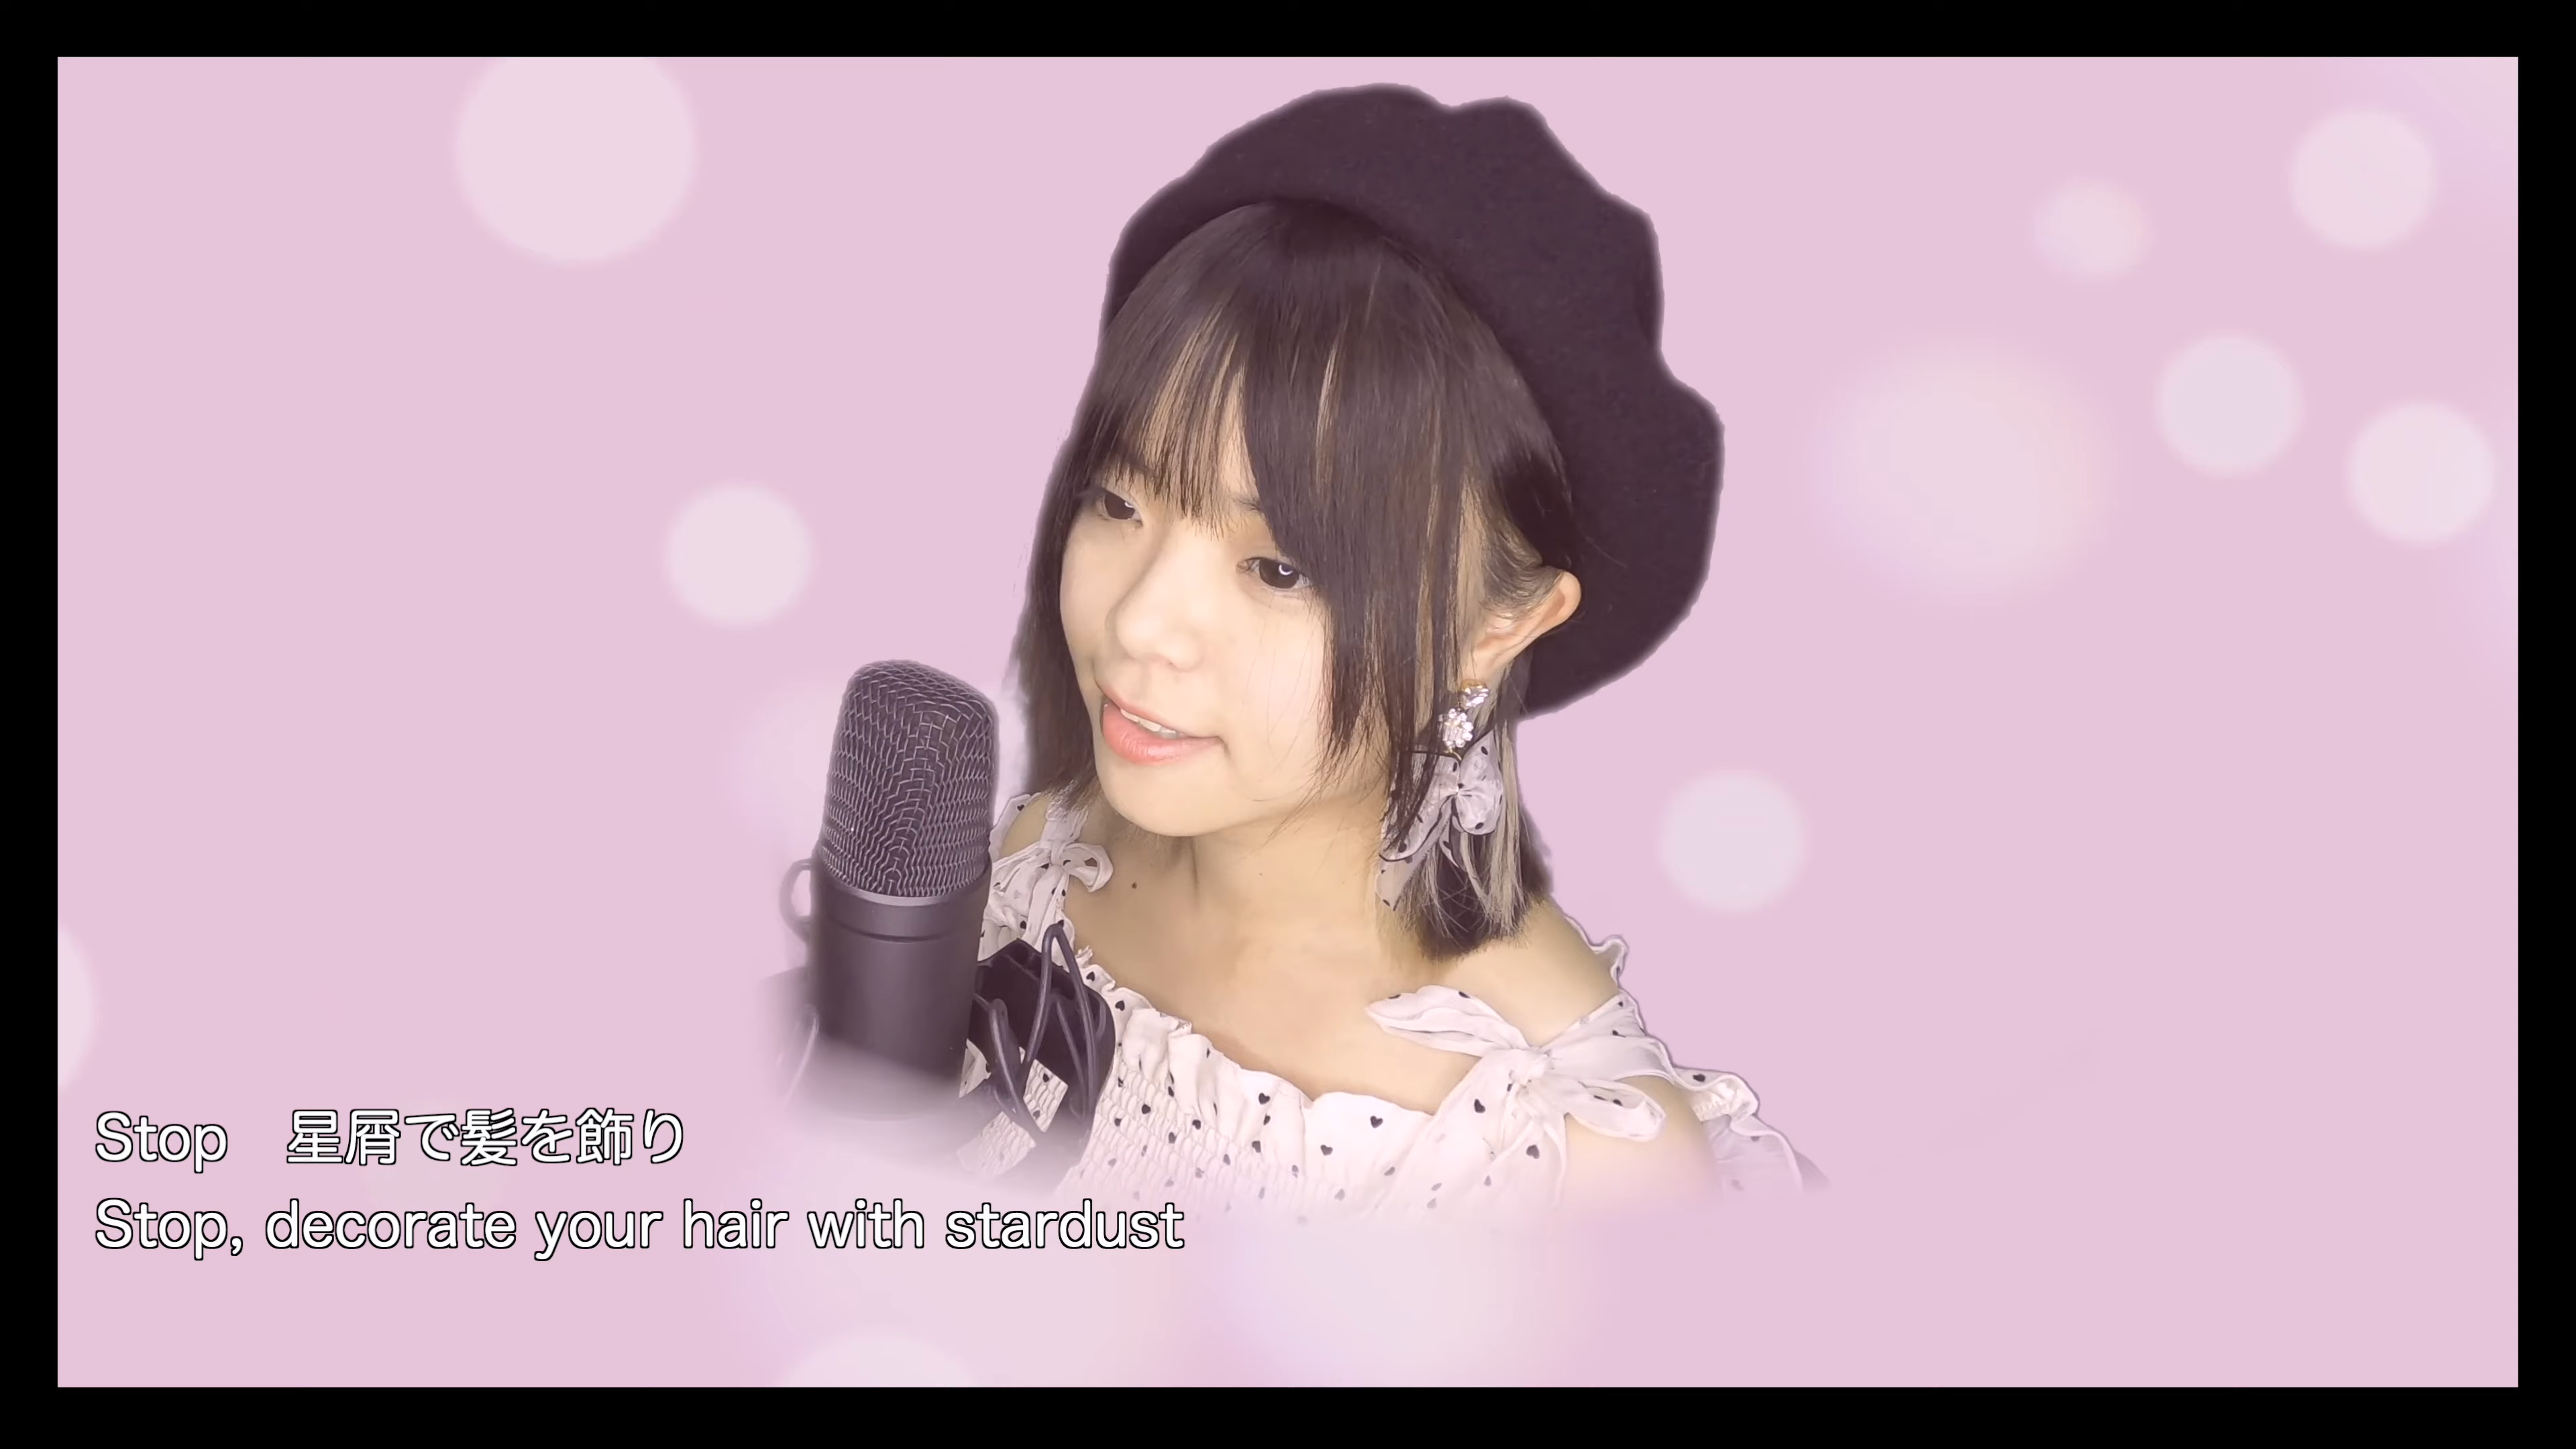 Stop　星屑で髪を飾り
Stop, decorate your hair with stardust